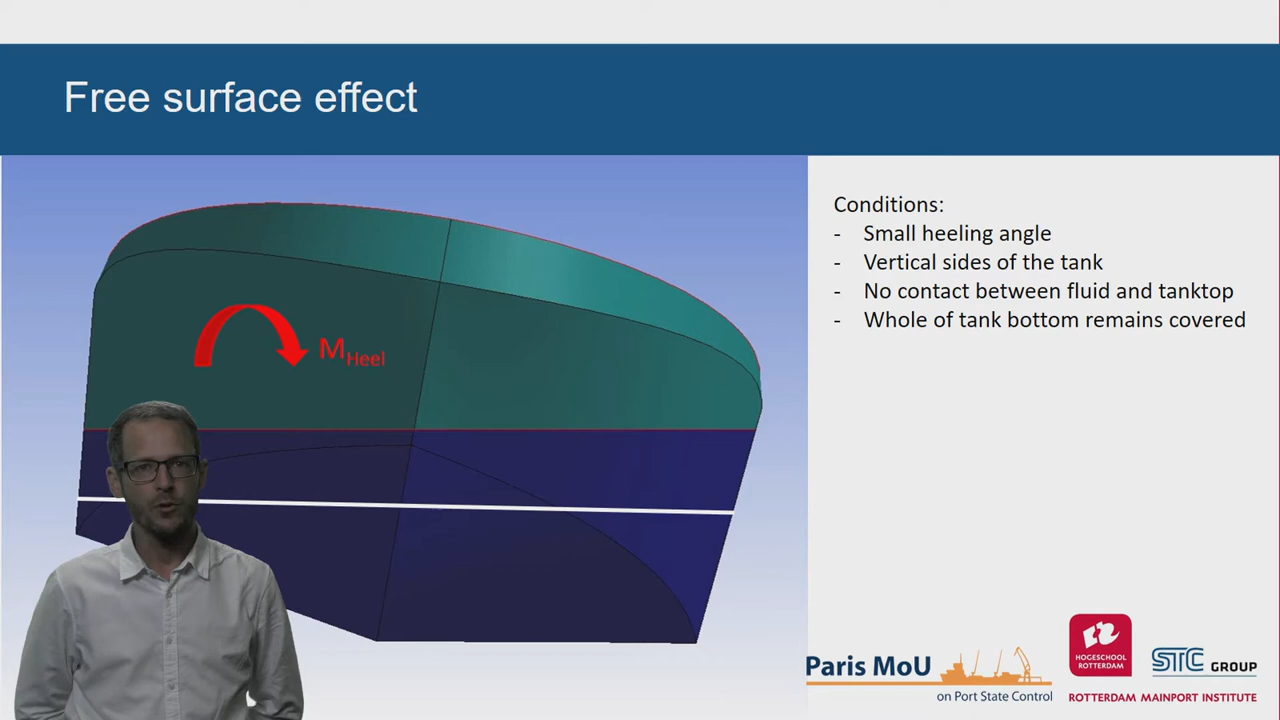 Free surface effect
M Heel
Conditions:
- Small heeling angle
- Vertical sides of the tank
- No contact between fluid and tanktop
- Whole of tank bottom remains covered
Paris MoU
on Port State Control
HOGESCHOOL
ROTTERDAM
STC GROUP
ROTTERDAM MAINPORT INSTITUTE